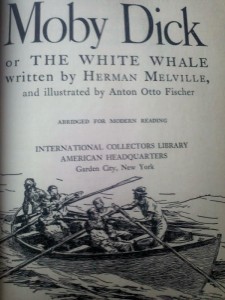 Moby Dick
or THE WHITE WHALE
written by HERMAN MELVILLE,
and illustrated by Anton Otto Fischer
ABRIDGED FOR MODERN READING
INTERNATIONAL COLLECTORS LIBRARY
AMERICAN HEADQUARTERS
Garden City, New York